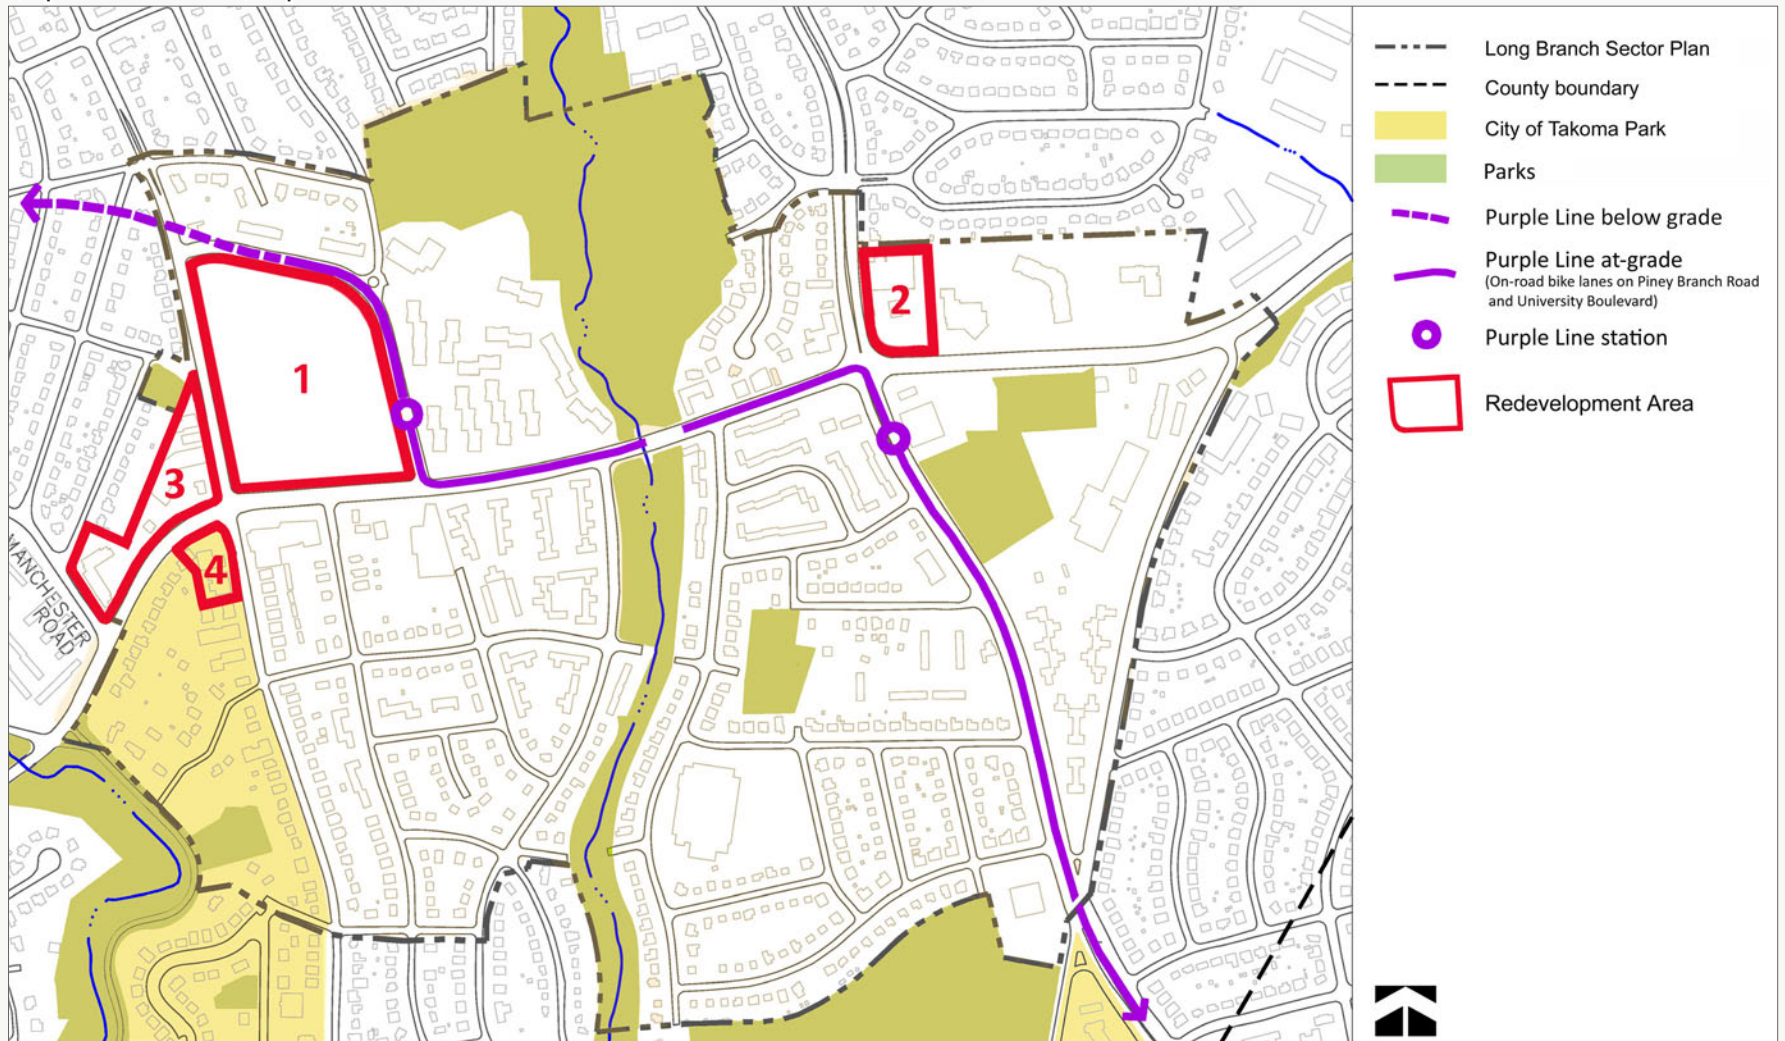 1
2
3
4
MANCHESTER
ROAD
Long Branch Sector Plan
County boundary
City of Takoma Park
Parks
Purple Line below grade
Purple Line at-grade
(On-road bike lanes on Piney Branch Road
and University Boulevard)
Purple Line station
Redevelopment Area